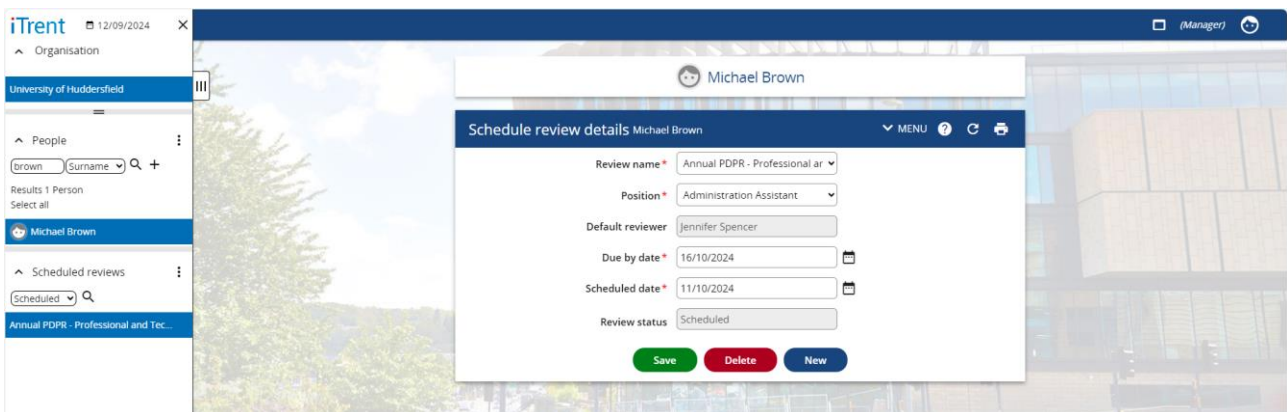 iTrent 12/09/2024
(Manager)
Organisation
University of Huddersfield
People
brown Surname
Results 1 Person
Select all
Michael Brown
Scheduled reviews
Scheduled
Annual PDPR - Professional and Tec...
Michael Brown
Schedule review details Michael Brown MENU
Review name* Annual PDPR - Professional ar
Position* Administration Assistant
Default reviewer Jennifer Spencer
Due by date* 16/10/2024
Scheduled date* 11/10/2024
Review status Scheduled
Save Delete New